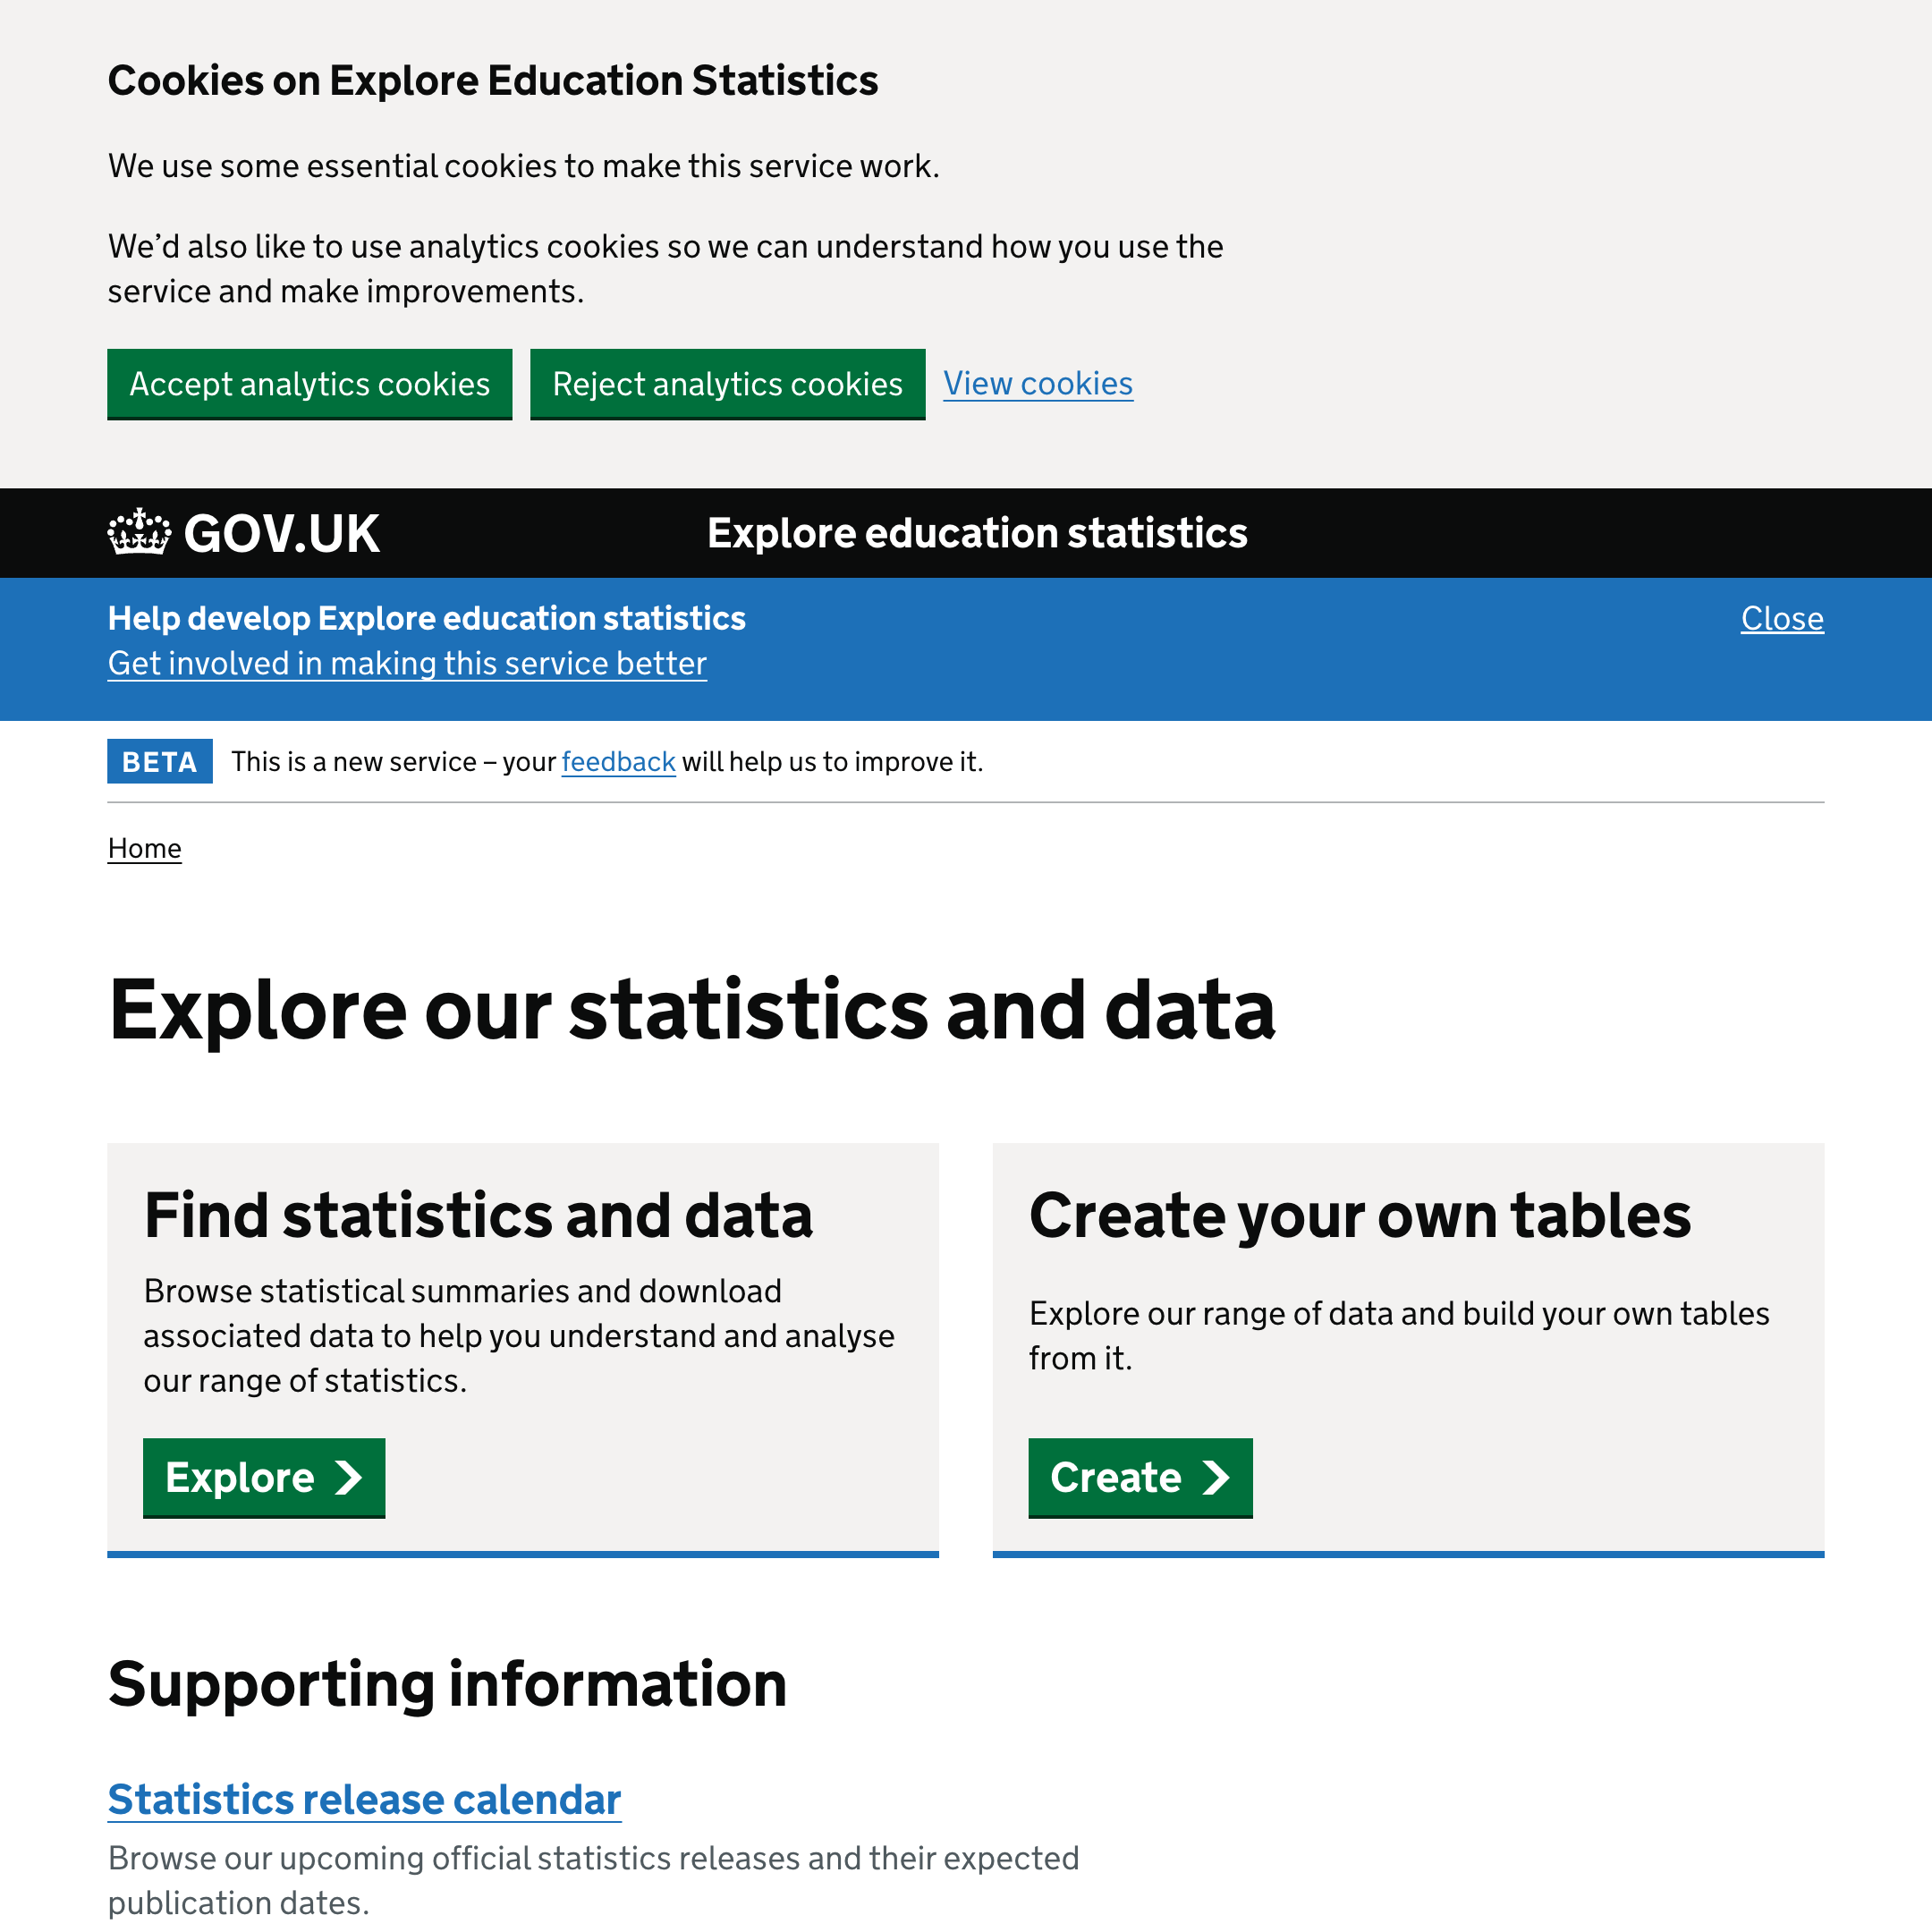 Cookies on Explore Education Statistics
We use some essential cookies to make this service work.
We’d also like to use analytics cookies so we can understand how you use the
service and make improvements.
Accept analytics cookies Reject analytics cookies View cookies
GOV.UK Explore education statistics
Help develop Explore education statistics Close
Get involved in making this service better
BETA This is a new service – your feedback will help us to improve it.
Home
Explore our statistics and data
Find statistics and data
Browse statistical summaries and download
associated data to help you understand and analyse
our range of statistics.
Explore
Create your own tables
Explore our range of data and build your own tables
from it.
Create
Supporting information
Statistics release calendar
Browse our upcoming official statistics releases and their expected
publication dates.